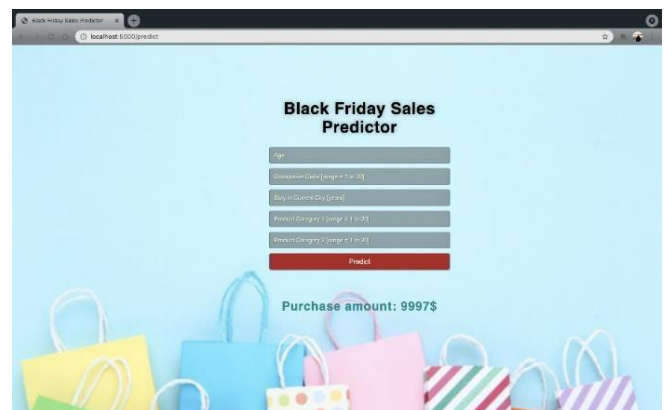 Black Friday Sales Predictor
localhost:5000/predict
Black Friday Sales
Predictor
Age
Occupation Code [range = 1 to 20]
Stay in Current City [years]
Product Category 1 [range = 1 to 20]
Product Category 2 [range = 1 to 20]
Predict
Purchase amount: 9997$